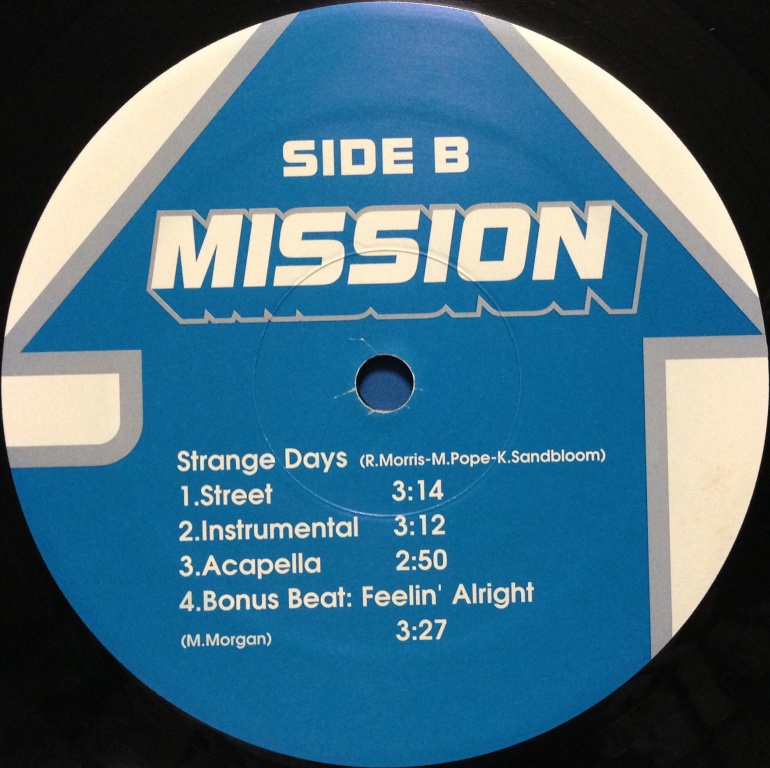 SIDE B
MISSION
Strange Days (R.Morris-M.Pope-K.Sandbloom)
1.Street 3:14
2.Instrumental 3:12
3.Acapella 2:50
4.Bonus Beat: Feelin' Alright
(M.Morgan) 3:27